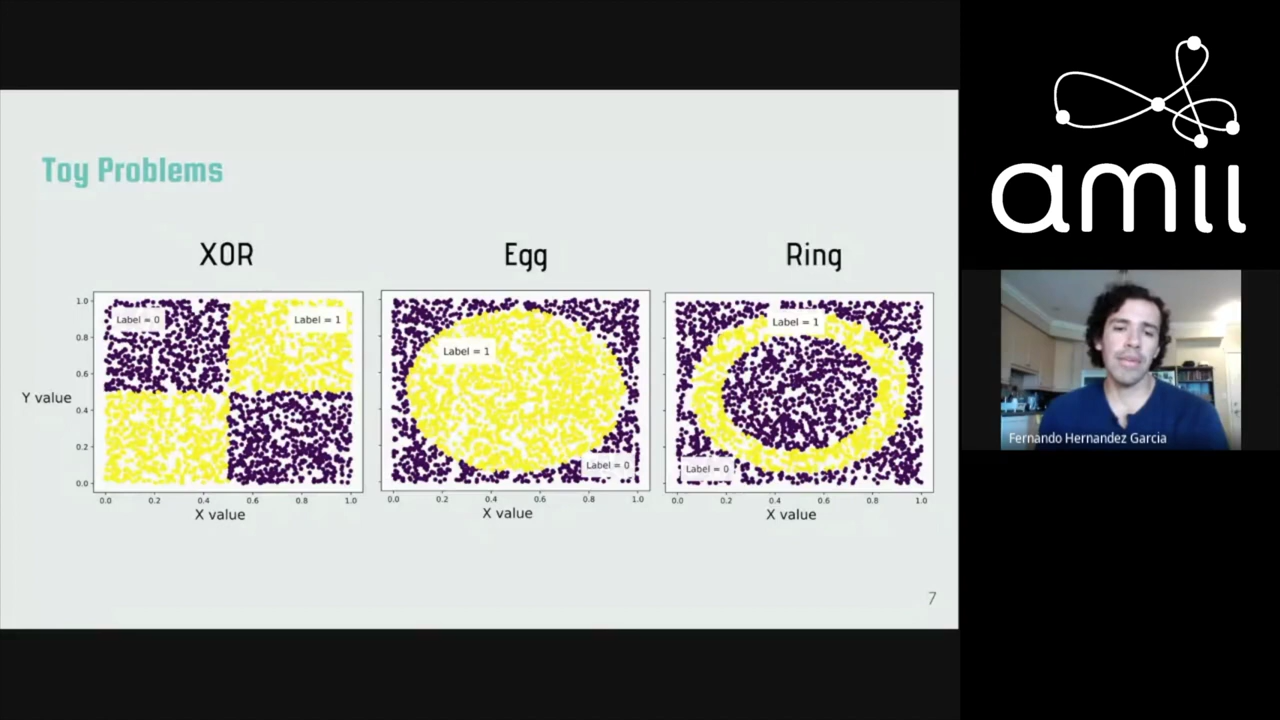 Toy Problems
XOR
Egg
Ring
Label = 0
Label = 1
1.0
0.8
0.6
0.4
0.2
0.0
Y value
0.0 0.2 0.4 0.6 0.8 1.0
X value
Label = 1
Label = 0
0.0 0.2 0.4 0.6 0.8 1.0
X value
Label = 1
Label = 0
0.0 0.2 0.4 0.6 0.8 1.0
X value
7
amii
Fernando Hernandez Garcia